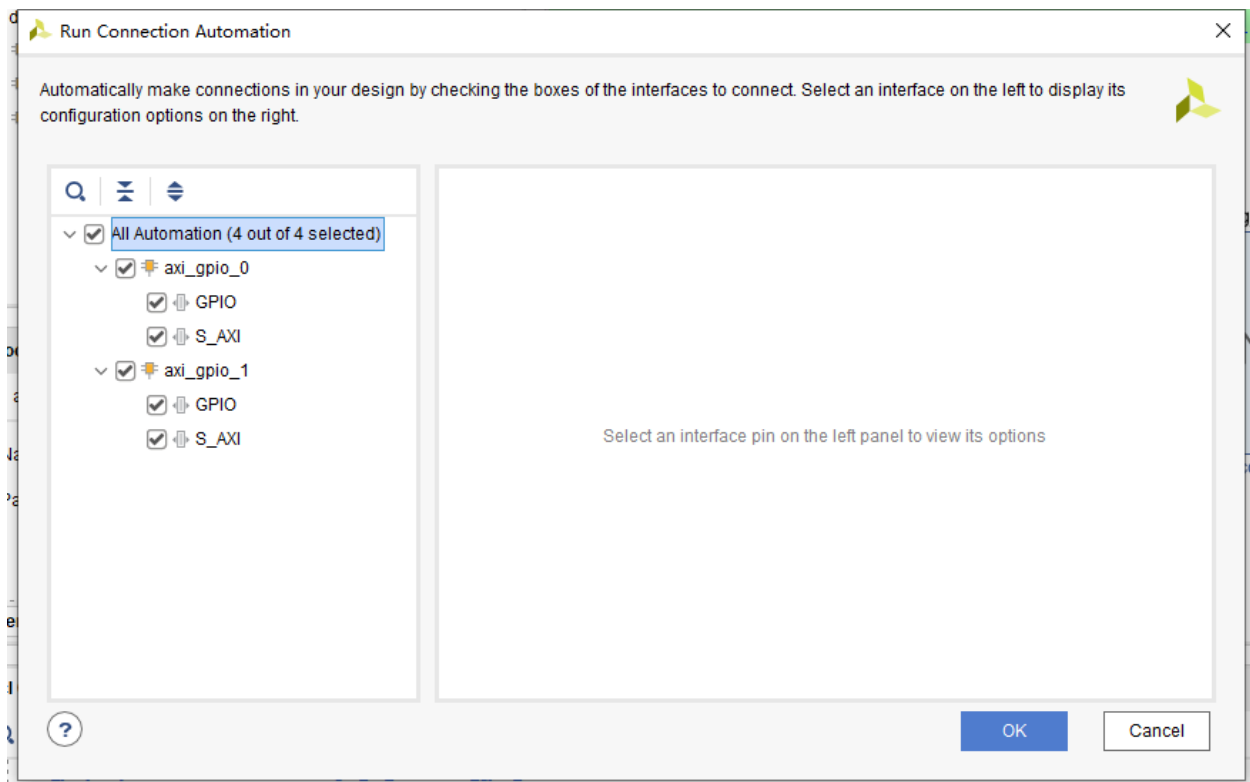 Run Connection Automation
Automatically make connections in your design by checking the boxes of the interfaces to connect. Select an interface on the left to display its
configuration options on the right.
All Automation (4 out of 4 selected)
axi_gpio_0
GPIO
S_AXI
axi_gpio_1
GPIO
S_AXI
Select an interface pin on the left panel to view its options
?
OK
Cancel